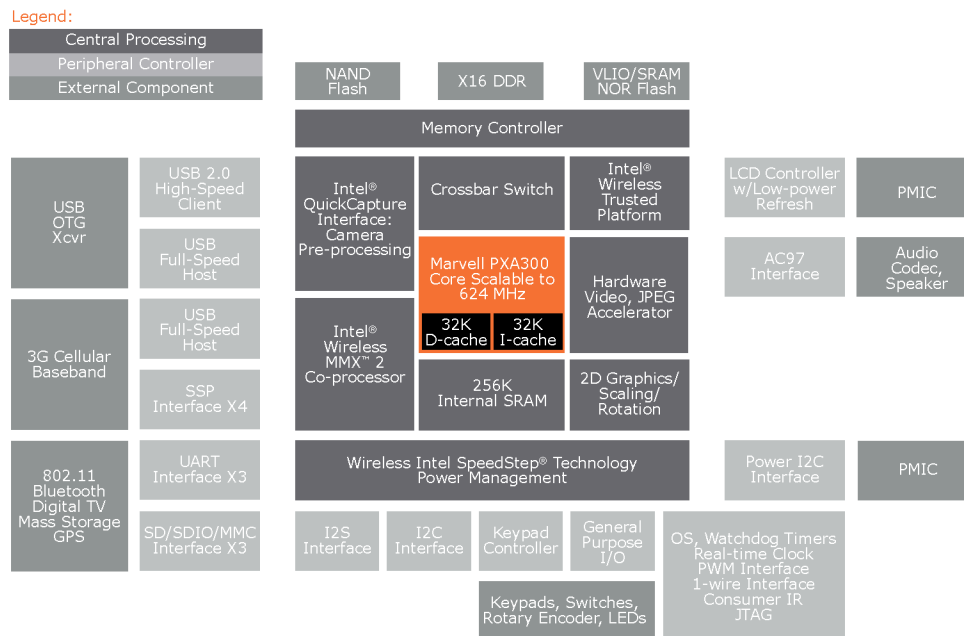 Legend:
Central Processing
Peripheral Controller
External Component
NAND
Flash
X16 DDR
VLIO/SRAM
NOR Flash
Memory Controller
USB
OTG
Xcvr
USB 2.0
High-Speed
Client
USB
Full-Speed
Host
Intel®
QuickCapture
Interface:
Camera
Pre-processing
Crossbar Switch
Intel®
Wireless
Trusted
Platform
LCD Controller
w/Low-power
Refresh
PMIC
Marvell PXA300
Core Scalable to
624 MHz
32K
D-cache
32K
I-cache
Hardware
Video, JPEG
Accelerator
AC97
Interface
Audio
Codec,
Speaker
3G Cellular
Baseband
USB
Full-Speed
Host
SSP
Interface X4
Intel®
Wireless
MMX™ 2
Co-processor
256K
Internal SRAM
2D Graphics/
Scaling/
Rotation
802.11
Bluetooth
Digital TV
Mass Storage
GPS
UART
Interface X3
SD/SDIO/MMC
Interface X3
Wireless Intel SpeedStep® Technology
Power Management
Power I2C
Interface
PMIC
I2S
Interface
I2C
Interface
Keypad
Controller
General
Purpose
I/O
OS, Watchdog Timers
Real-time Clock
PWM Interface
1-wire Interface
Consumer IR
JTAG
Keypads, Switches,
Rotary Encoder, LEDs